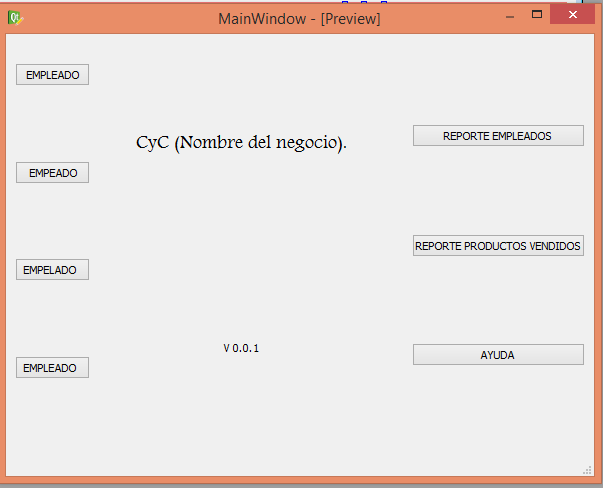 MainWindow - [Preview]
EMPLEADO
CyC (Nombre del negocio).
REPORTE EMPLEADOS
EMPEADO
REPORTE PRODUCTOS VENDIDOS
EMPELADO
V 0.0.1
AYUDA
EMPLEADO